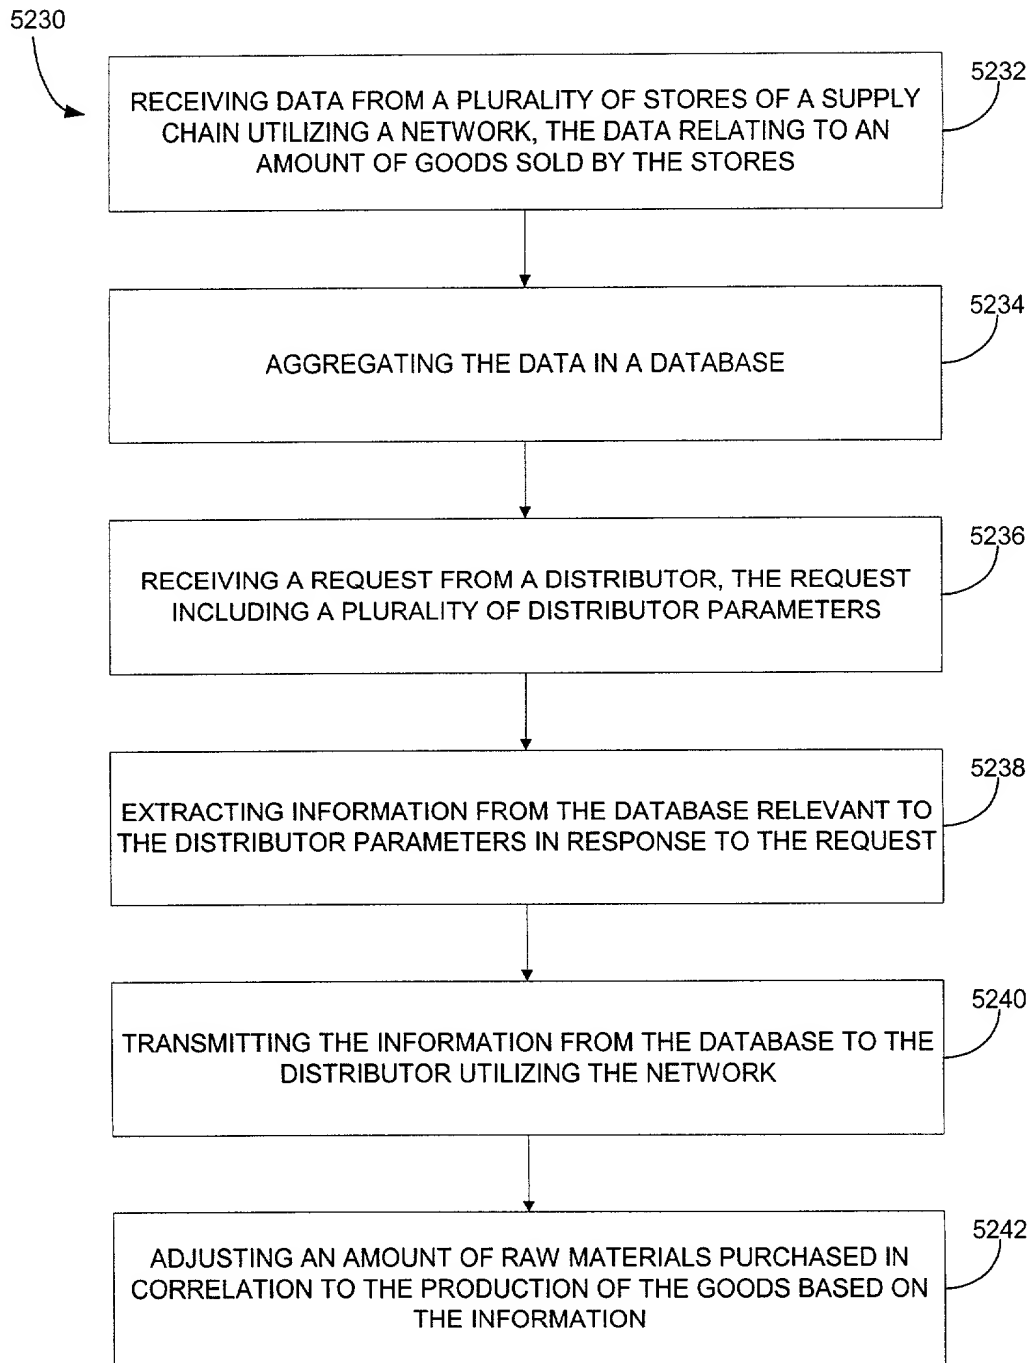 5230
5232
RECEIVING DATA FROM A PLURALITY OF STORES OF A SUPPLY
CHAIN UTILIZING A NETWORK, THE DATA RELATING TO AN
AMOUNT OF GOODS SOLD BY THE STORES
5234
AGGREGATING THE DATA IN A DATABASE
5236
RECEIVING A REQUEST FROM A DISTRIBUTOR, THE REQUEST
INCLUDING A PLURALITY OF DISTRIBUTOR PARAMETERS
5238
EXTRACTING INFORMATION FROM THE DATABASE RELEVANT TO
THE DISTRIBUTOR PARAMETERS IN RESPONSE TO THE REQUEST
5240
TRANSMITTING THE INFORMATION FROM THE DATABASE TO THE
DISTRIBUTOR UTILIZING THE NETWORK
5242
ADJUSTING AN AMOUNT OF RAW MATERIALS PURCHASED IN
CORRELATION TO THE PRODUCTION OF THE GOODS BASED ON
THE INFORMATION